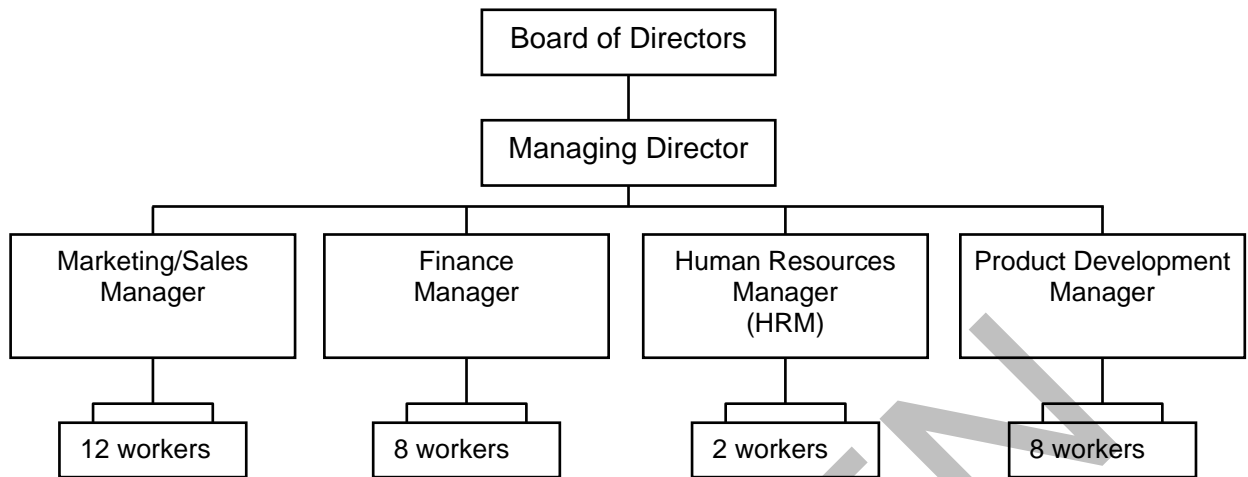 Board of Directors
Managing Director
Marketing/Sales
Manager
Finance
Manager
Human Resources
Manager
(HRM)
Product Development
Manager
12 workers
8 workers
2 workers
8 workers